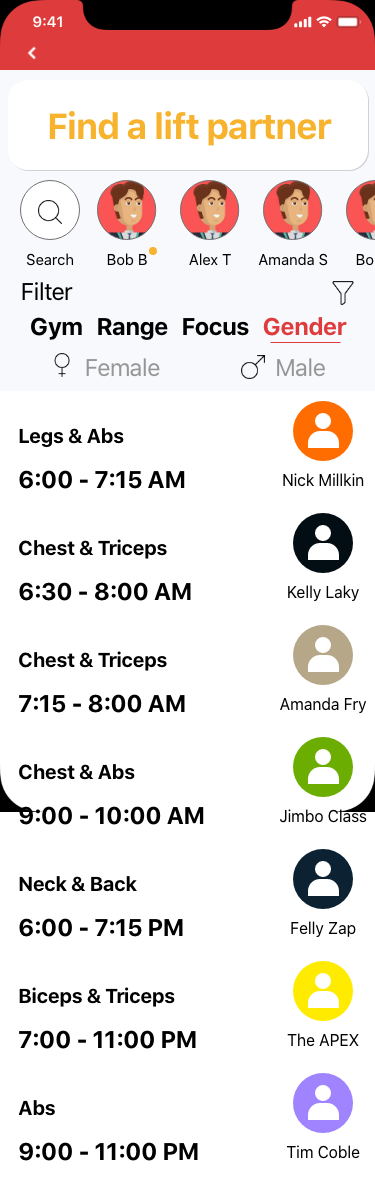 9:41
Find a lift partner
Search Bob B Alex T Amanda S Bo
Filter
Gym Range Focus Gender
Female Male
Legs & Abs
6:00 - 7:15 AM
Nick Millkin
Chest & Triceps
6:30 - 8:00 AM
Kelly Laky
Chest & Triceps
7:15 - 8:00 AM
Amanda Fry
Chest & Abs
9:00 - 10:00 AM
Jimbo Class
Neck & Back
6:00 - 7:15 PM
Felly Zap
Biceps & Triceps
7:00 - 11:00 PM
The APEX
Abs
9:00 - 11:00 PM
Tim Coble